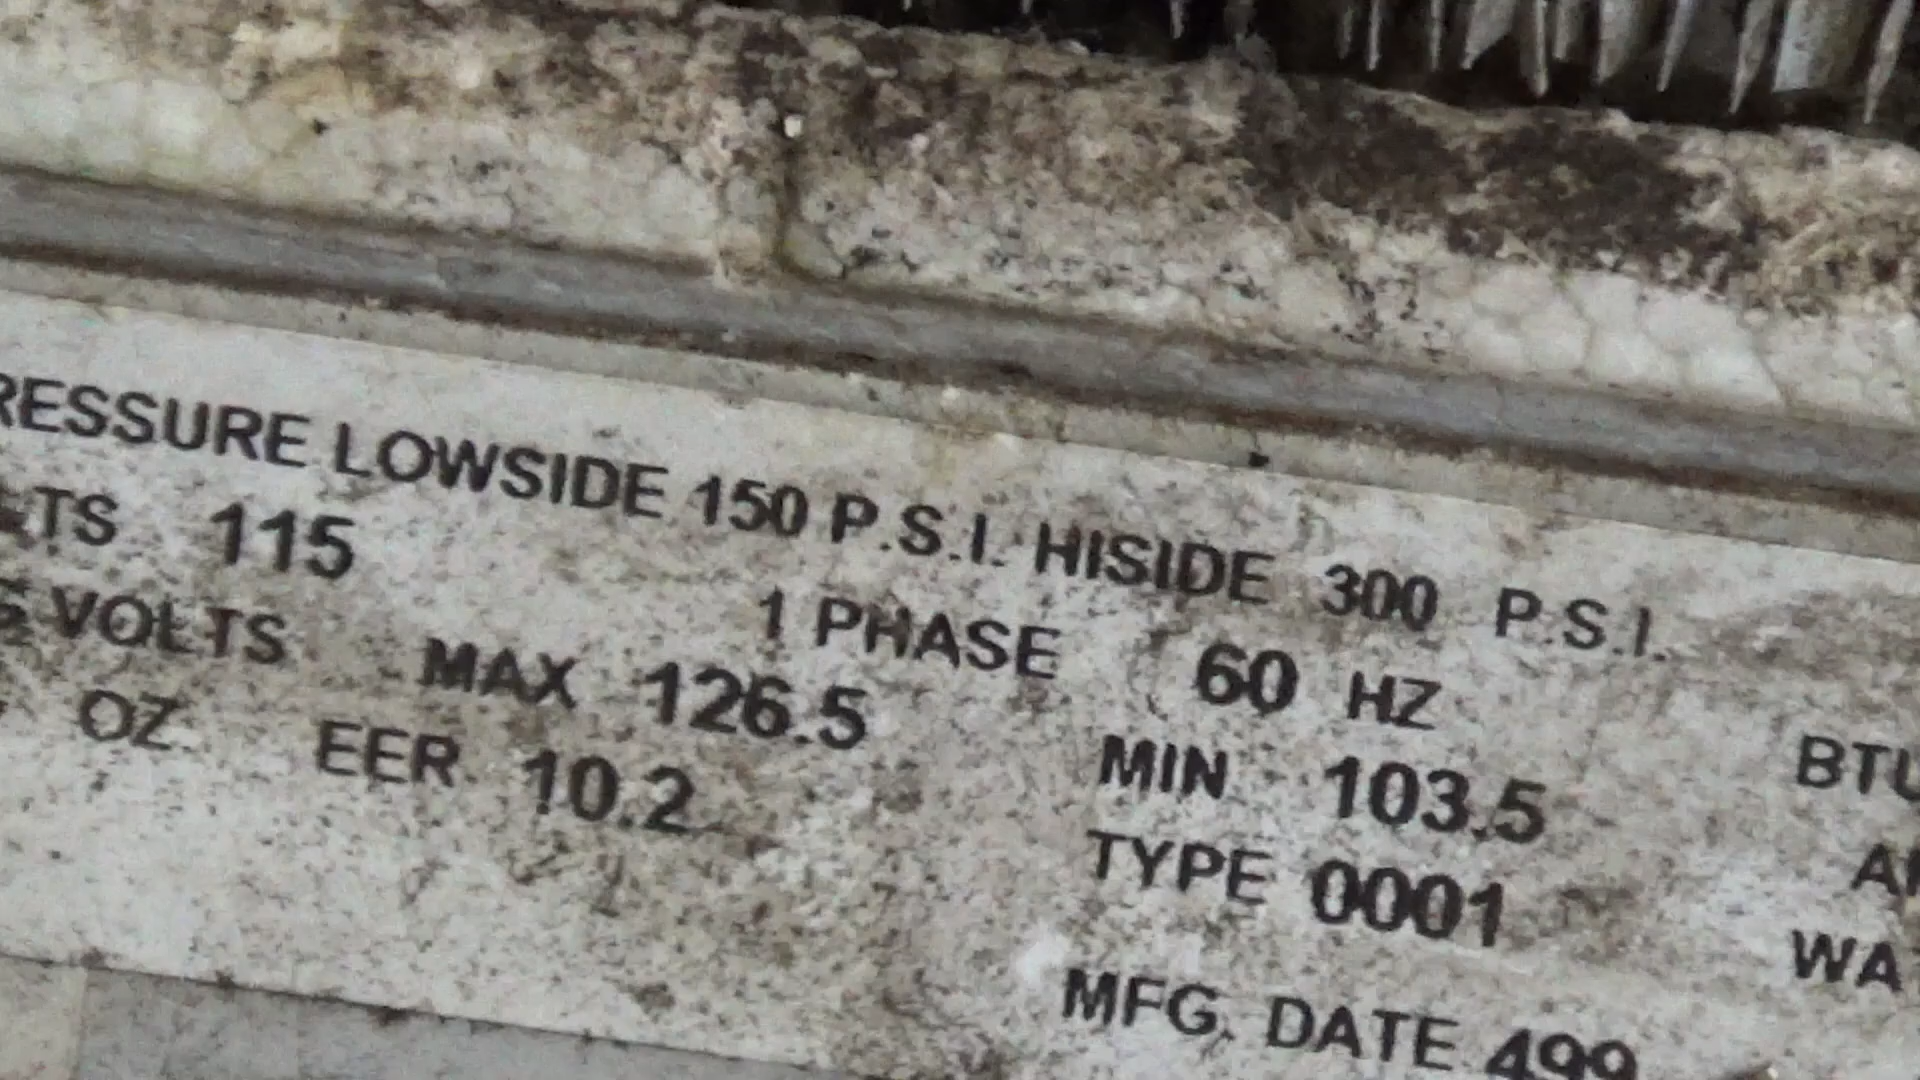 RESSURE LOWSIDE 150 P.S.I. HISIDE 300 P.S.I.
LTS 115 1 PHASE 60 HZ BTU
VOLTS MAX 126.5 MIN 103.5 A
OZ EER 10.2 TYPE 0001 WA
MFG. DATE 499